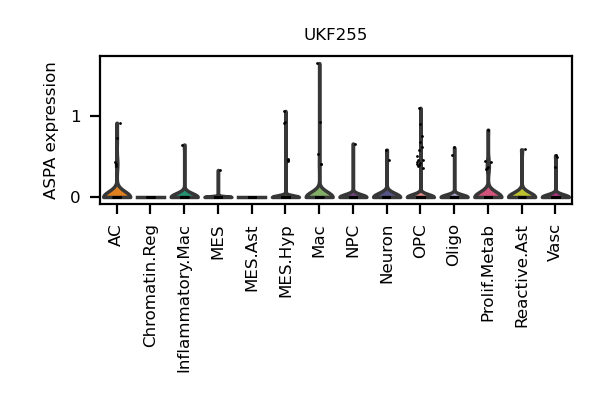 UKF255
ASPA expression
1
0
AC
Chromatin.Reg
Inflammatory.Mac
MES
MES.Ast
MES.Hyp
Mac
NPC
Neuron
OPC
Oligo
Prolif.Metab
Reactive.Ast
Vasc